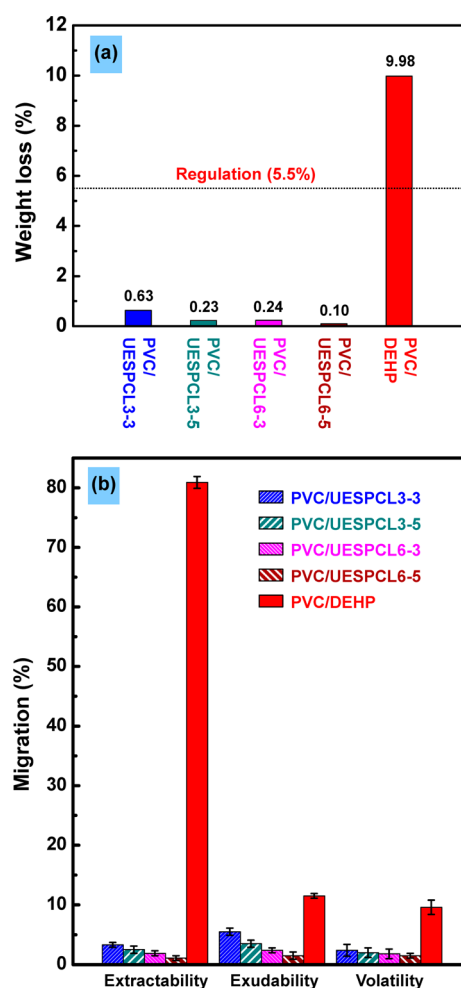 (a)
Weight loss (%)
12
10
8
6
4
2
0
Regulation (5.5%)
0.63
0.23
0.24
0.10
9.98
PVC/
UESPCL3-3
PVC/
UESPCL3-5
PVC/
UESPCL6-3
PVC/
UESPCL6-5
PVC/
DEHP
(b)
Migration (%)
80
70
60
50
40
30
20
10
0
PVC/UESPCL3-3
PVC/UESPCL3-5
PVC/UESPCL6-3
PVC/UESPCL6-5
PVC/DEHP
Extractability
Exudability
Volatility